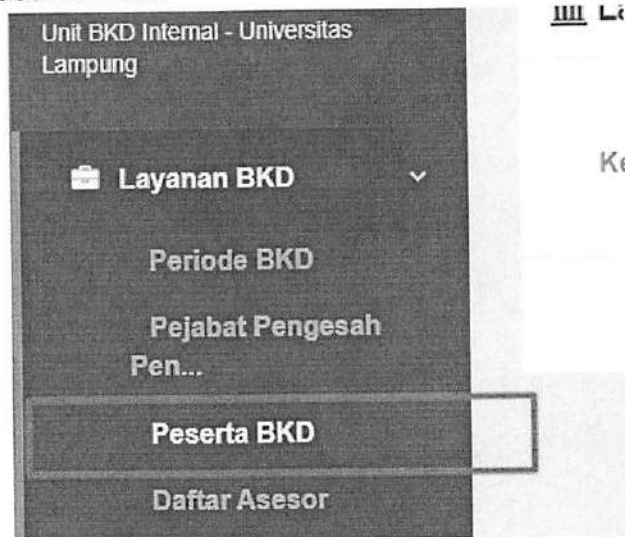 Unit BKD Internal - Universitas
Lampung
Layanan BKD
Periode BKD
Pejabat Pengesah
Pen...
Peserta BKD
Daftar Asesor